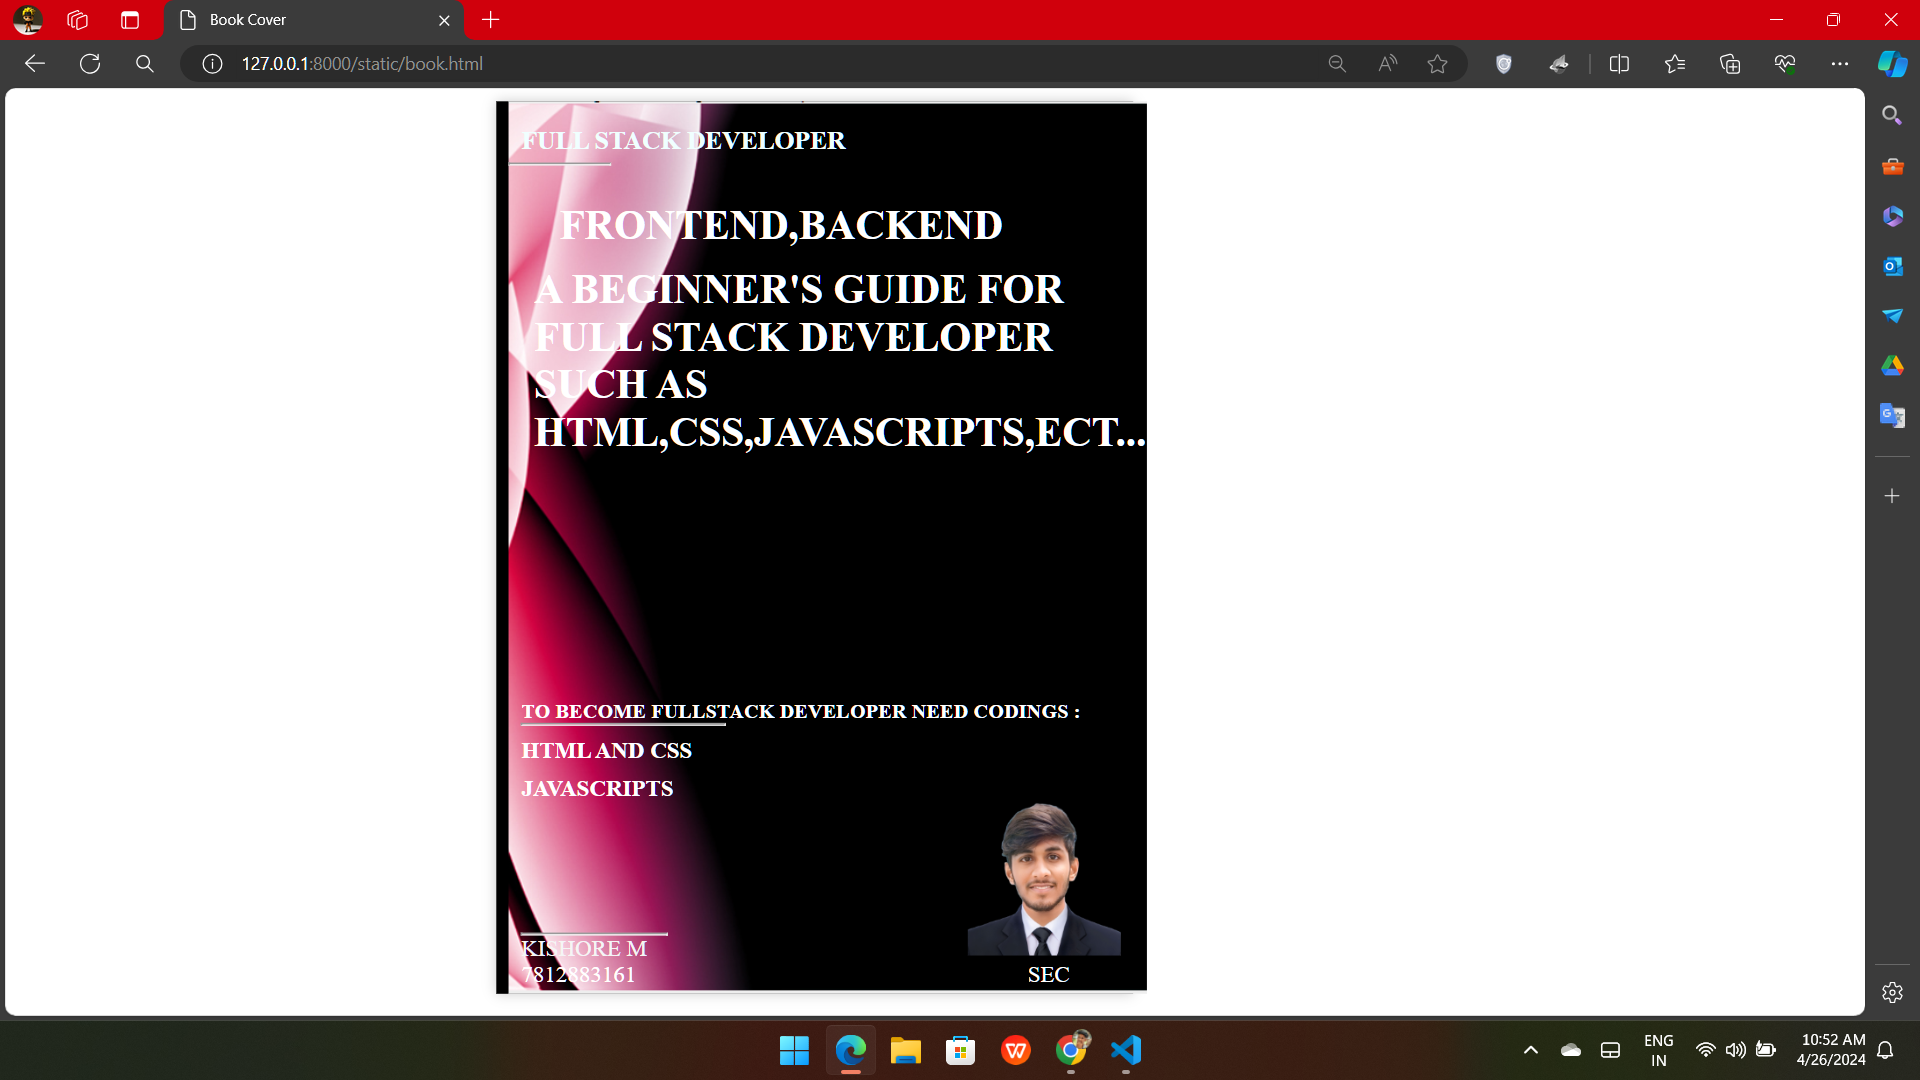 Book Cover
127.0.0.1:8000/static/book.html
FULL STACK DEVELOPER
FRONTEND,BACKEND
A BEGINNER'S GUIDE FOR
FULL STACK DEVELOPER
SUCH AS
HTML,CSS,JAVASCRIPTS,ECT...
TO BECOME FULLSTACK DEVELOPER NEED CODINGS :
HTML AND CSS
JAVASCRIPTS
KISHORE M
7812883161
SEC
ENG
IN
10:52 AM
4/26/2024